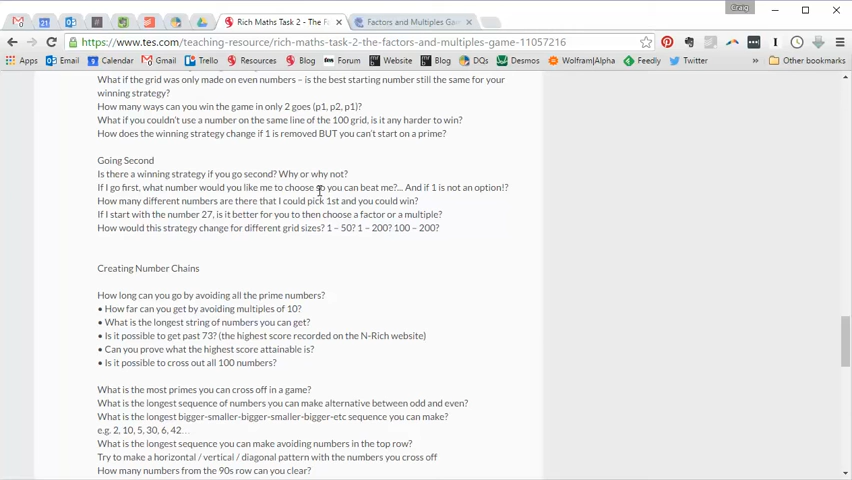 Craig
Rich Maths Task 2 - The F
Factors and Multiples Gam
https://www.tes.com/teaching-resource/rich-maths-task-2-the-factors-and-multiples-game-11057216
Apps Calendar Gmail Trello Resources Blog Email Forum Website Blog DQs Desmos Wolfram|Alpha Feedly Twitter Other bookmarks
What if the grid was only made on even numbers – is the best starting number still the same for your
winning strategy?
How many ways can you win the game in only 2 goes (p1, p2, p1)?
What if you couldn't use a number on the same line of the 100 grid, is it any harder to win?
How does the winning strategy change if 1 is removed BUT you can't start on a prime?
Going Second
Is there a winning strategy if you go second? Why or why not?
If I go first, what number would you like me to choose so you can beat me?... And if 1 is not an option!?
How many different numbers are there that I could pick 1st and you could win?
If I start with the number 27, is it better for you to then choose a factor or a multiple?
How would this strategy change for different grid sizes? 1 – 50? 1 – 200? 100 – 200?
Creating Number Chains
How long can you go by avoiding all the prime numbers?
• How far can you get by avoiding multiples of 10?
• What is the longest string of numbers you can get?
• Is it possible to get past 73? (the highest score recorded on the N-Rich website)
• Can you prove what the highest score attainable is?
• Is it possible to cross out all 100 numbers?
What is the most primes you can cross off in a game?
What is the longest sequence of numbers you can make alternative between odd and even?
What is the longest bigger-smaller-bigger-smaller-bigger-etc sequence you can make?
e.g. 2, 10, 5, 30, 6, 42…
What is the longest sequence you can make avoiding numbers in the top row?
Try to make a horizontal / vertical / diagonal pattern with the numbers you cross off
How many numbers from the 90s row can you clear?